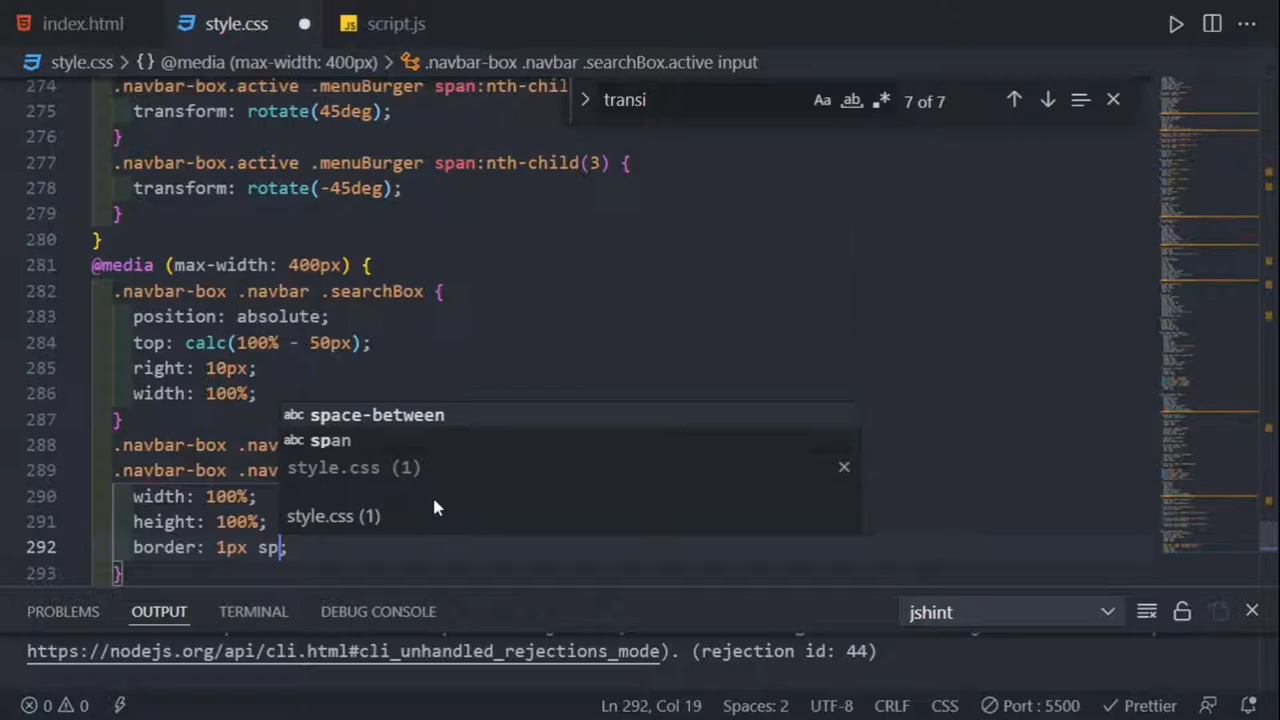 index.html
style.css
script.js
style.css > {} @media (max-width: 400px) > .navbar-box .navbar .searchBox.active input
transi
Aa ab .* 7 of 7
274 .navbar-box.active .menuBurger span:nth-chil
275 transform: rotate(45deg);
276 }
277 .navbar-box.active .menuBurger span:nth-child(3) {
278 transform: rotate(-45deg);
279 }
280 }
281 @media (max-width: 400px) {
282 .navbar-box .navbar .searchBox {
283 position: absolute;
284 top: calc(100% - 50px);
285 right: 10px;
286 width: 100%;
287 }
288 .navbar-box .nav
289 .navbar-box .nav
290 width: 100%;
291 height: 100%;
292 border: 1px sp;
293 }
abc space-between
abc span
style.css (1)
style.css (1)
PROBLEMS OUTPUT TERMINAL DEBUG CONSOLE
jshint
https://nodejs.org/api/cli.html#cli_unhandled_rejections_mode). (rejection id: 44)
0 0 Ln 292, Col 19 Spaces: 2 UTF-8 CRLF CSS Port : 5500 Prettier